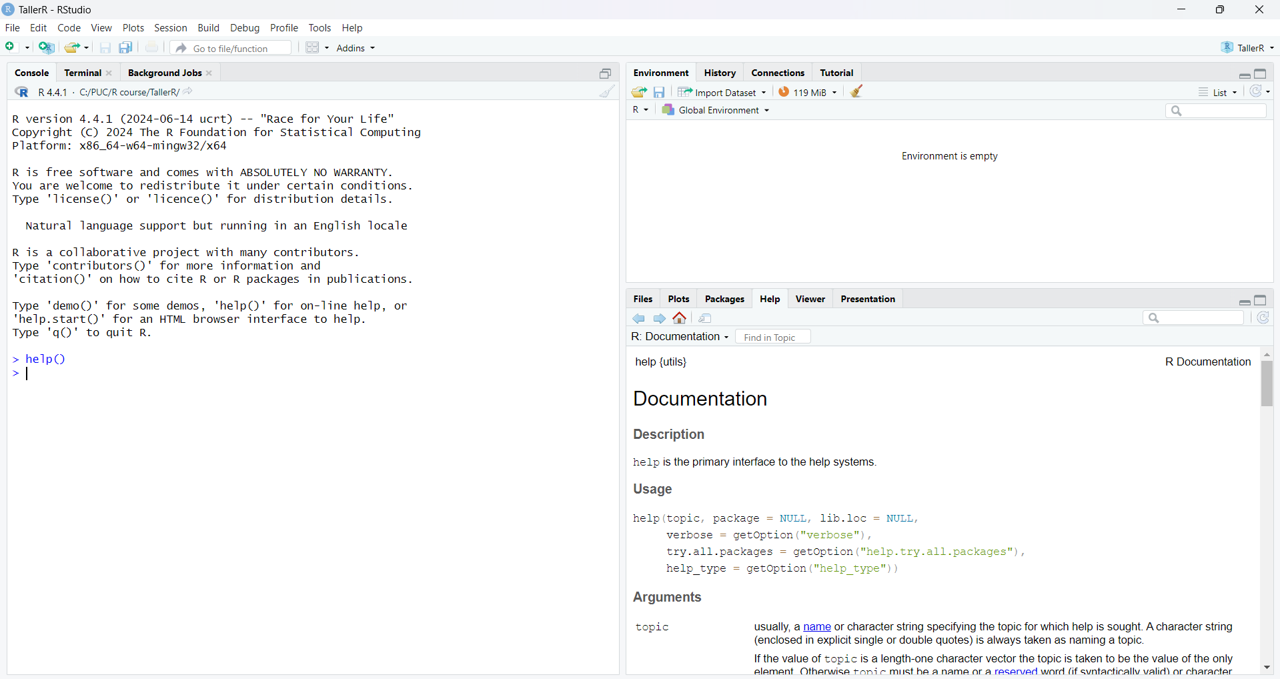 TallerR - RStudio
File Edit Code View Plots Session Build Debug Profile Tools Help
Go to file/function Addins TallerR
Console Terminal Background Jobs
R 4.4.1 · C:/PUC/R course/TallerR/
R version 4.4.1 (2024-06-14 ucrt) -- "Race for Your Life"
Copyright (C) 2024 The R Foundation for Statistical Computing
Platform: x86_64-w64-mingw32/x64
R is free software and comes with ABSOLUTELY NO WARRANTY.
You are welcome to redistribute it under certain conditions.
Type 'license()' or 'licence()' for distribution details.
Natural language support but running in an English locale
R is a collaborative project with many contributors.
Type 'contributors()' for more information and
'citation()' on how to cite R or R packages in publications.
Type 'demo()' for some demos, 'help()' for on-line help, or
'help.start()' for an HTML browser interface to help.
Type 'q()' to quit R.
> help()
>
Environment History Connections Tutorial
Import Dataset 119 MiB List
R Global Environment
Environment is empty
Files Plots Packages Help Viewer Presentation
R: Documentation Find in Topic
help {utils} R Documentation
Documentation
Description
help is the primary interface to the help systems.
Usage
help(topic, package = NULL, lib.loc = NULL,
verbose = getOption("verbose"),
try.all.packages = getOption("help.try.all.packages"),
help_type = getOption("help_type"))
Arguments
topic usually, a name or character string specifying the topic for which help is sought. A character string
(enclosed in explicit single or double quotes) is always taken as naming a topic.
If the value of topic is a length-one character vector the topic is taken to be the value of the only
element. Otherwise topic must be a name or a reserved word (if syntactically valid) or character